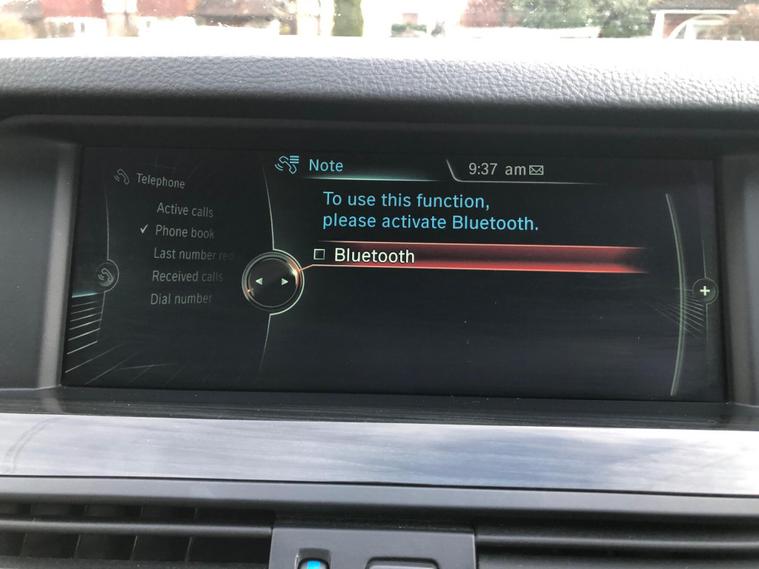 Note
9:37 am
Telephone
Active calls
Phone book
Last number
Received calls
Dial number
To use this function,
please activate Bluetooth.
Bluetooth